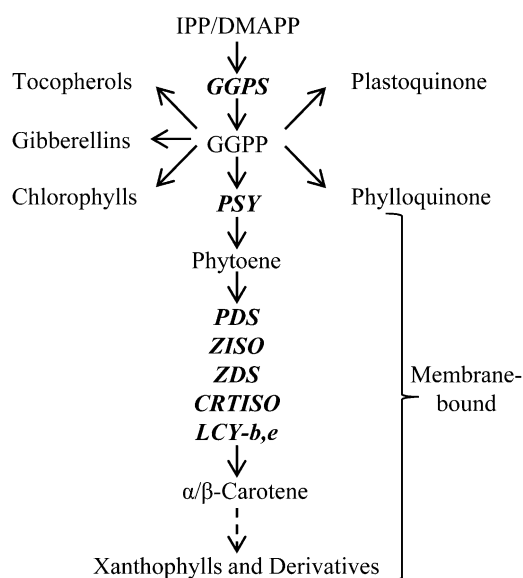 IPP/DMAPP
Tocopherols
GGPS
Plastoquinone
Gibberellins
GGPP
Chlorophylls
PSY
Phylloquinone
Phytoene
PDS
ZISO
ZDS
CRTISO
LCY-b,e
Membrane-
bound
α/β-Carotene
Xanthophylls and Derivatives